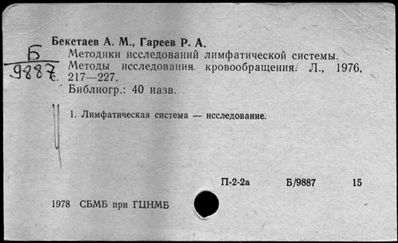 Бекетаев А. М., Гареев Р. А.
Б
9887
Методики исследований лимфатической системы.
Методы исследования кровообращения. Л., 1976,
с. 217—227.
Библиогр.: 40 назв.
1. Лимфатическая система — исследование.
П-2-2а Б/9887 15
1978 СБМБ при ГЦНМБ